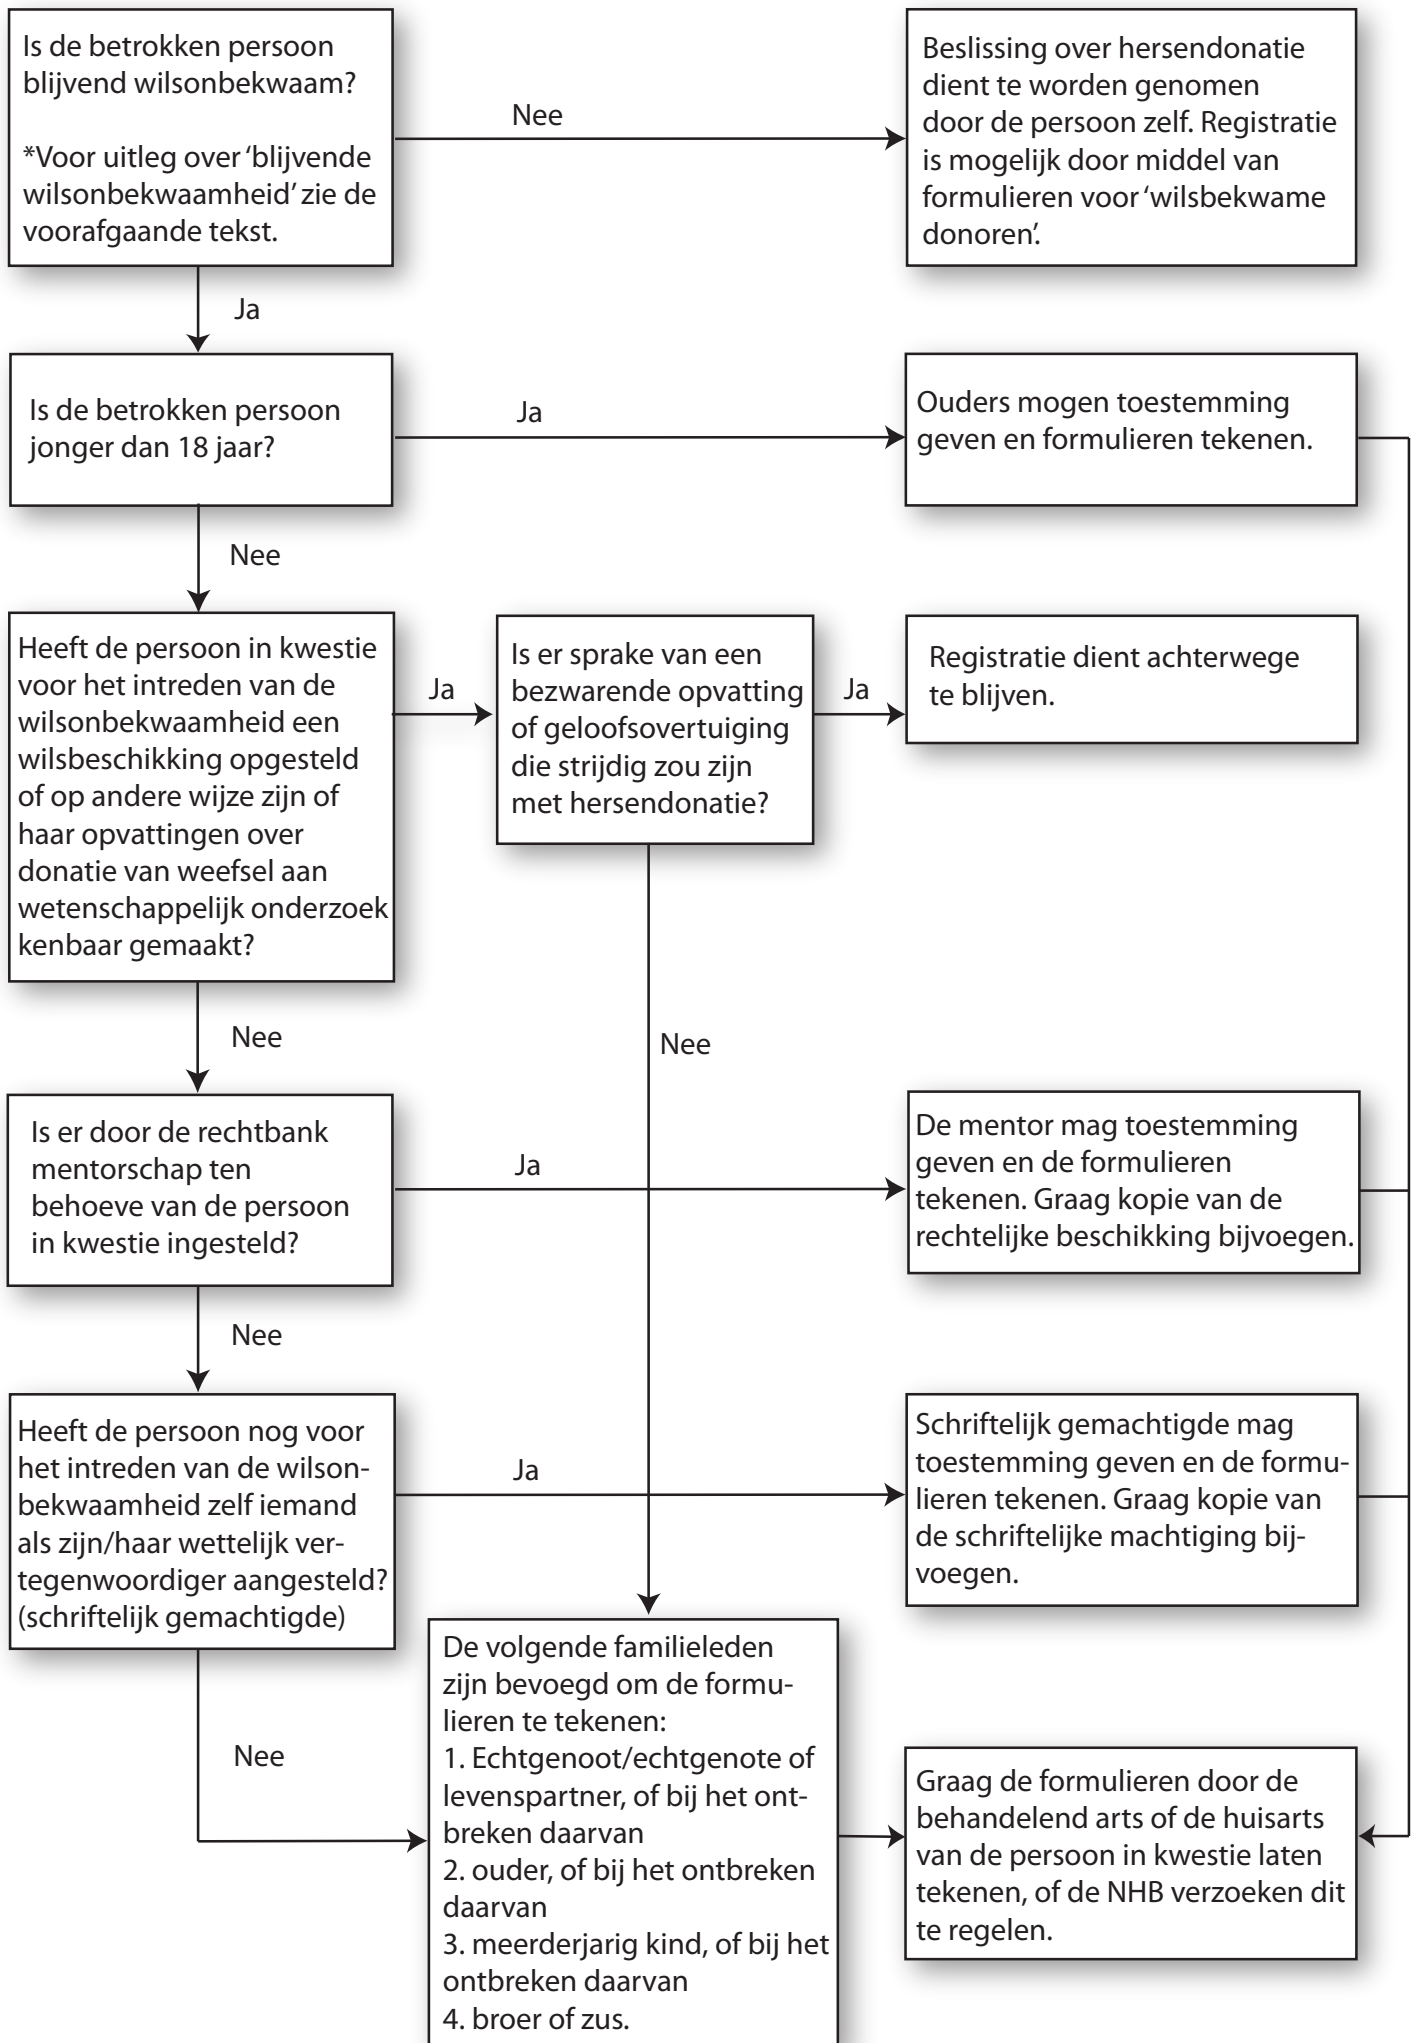 Is de betrokken persoon
blijvend wilsonbekwaam?
*Voor uitleg over 'blijvende
wilsonbekwaamheid' zie de
voorafgaande tekst.
Nee
Beslissing over hersendonatie
dient te worden genomen
door de persoon zelf. Registratie
is mogelijk door middel van
formulieren voor 'wilsbekwame
donoren'.
Ja
Is de betrokken persoon
jonger dan 18 jaar?
Ja
Ouders mogen toestemming
geven en formulieren tekenen.
Nee
Heeft de persoon in kwestie
voor het intreden van de
wilsonbekwaamheid een
wilsbeschikking opgesteld
of op andere wijze zijn of
haar opvattingen over
donatie van weefsel aan
wetenschappelijk onderzoek
kenbaar gemaakt?
Ja
Is er sprake van een
bezwarende opvatting
of geloofsovertuiging
die strijdig zou zijn
met hersendonatie?
Ja
Registratie dient achterwege
te blijven.
Nee
Nee
Is er door de rechtbank
mentorschap ten
behoeve van de persoon
in kwestie ingesteld?
Ja
De mentor mag toestemming
geven en de formulieren
tekenen. Graag kopie van de
rechtelijke beschikking bijvoegen.
Nee
Heeft de persoon nog voor
het intreden van de wilson-
bekwaamheid zelf iemand
als zijn/haar wettelijk ver-
tegenwoordiger aangesteld?
(schriftelijk gemachtigde)
Ja
Schriftelijk gemachtigde mag
toestemming geven en de formu-
lieren tekenen. Graag kopie van
de schriftelijke machtiging bij-
voegen.
Nee
De volgende familieleden
zijn bevoegd om de formu-
lieren te tekenen:
1. Echtgenoot/echtgenote of
levenspartner, of bij het ont-
breken daarvan
2. ouder, of bij het ontbreken
daarvan
3. meerderjarig kind, of bij het
ontbreken daarvan
4. broer of zus.
Graag de formulieren door de
behandelend arts of de huisarts
van de persoon in kwestie laten
tekenen, of de NHB verzoeken dit
te regelen.